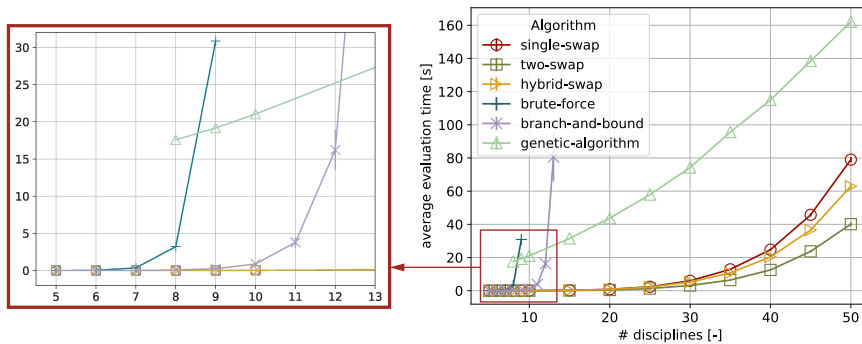 30
25
20
15
10
5
0
5 6 7 8 9 10 11 12 13
average evaluation time [s]
160
140
120
100
80
60
40
20
0
Algorithm
single-swap
two-swap
hybrid-swap
brute-force
branch-and-bound
genetic-algorithm
10 20 30 40 50
# disciplines [-]